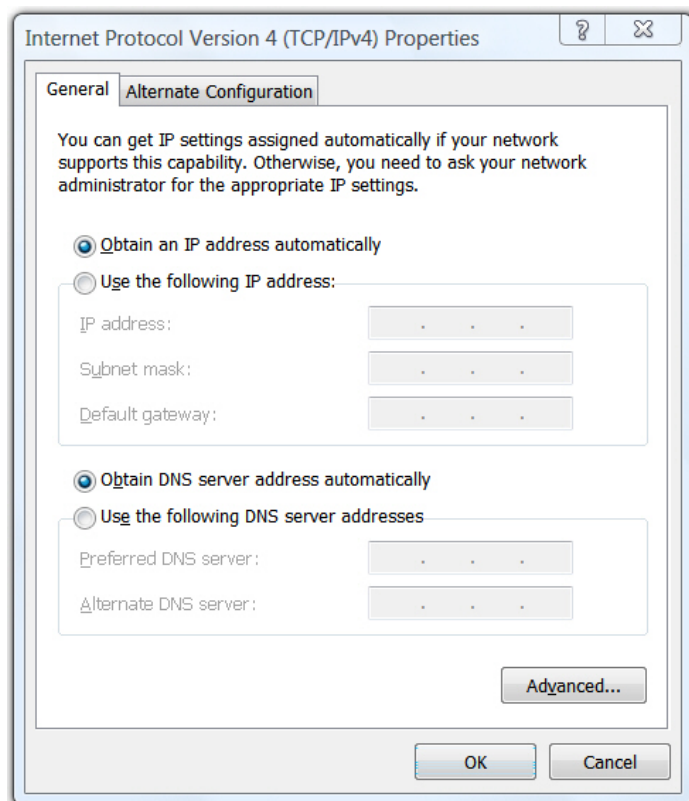 Internet Protocol Version 4 (TCP/IPv4) Properties
General
Alternate Configuration
You can get IP settings assigned automatically if your network
supports this capability. Otherwise, you need to ask your network
administrator for the appropriate IP settings.
Obtain an IP address automatically
Use the following IP address:
IP address:
Subnet mask:
Default gateway:
Obtain DNS server address automatically
Use the following DNS server addresses
Preferred DNS server:
Alternate DNS server:
Advanced...
OK
Cancel